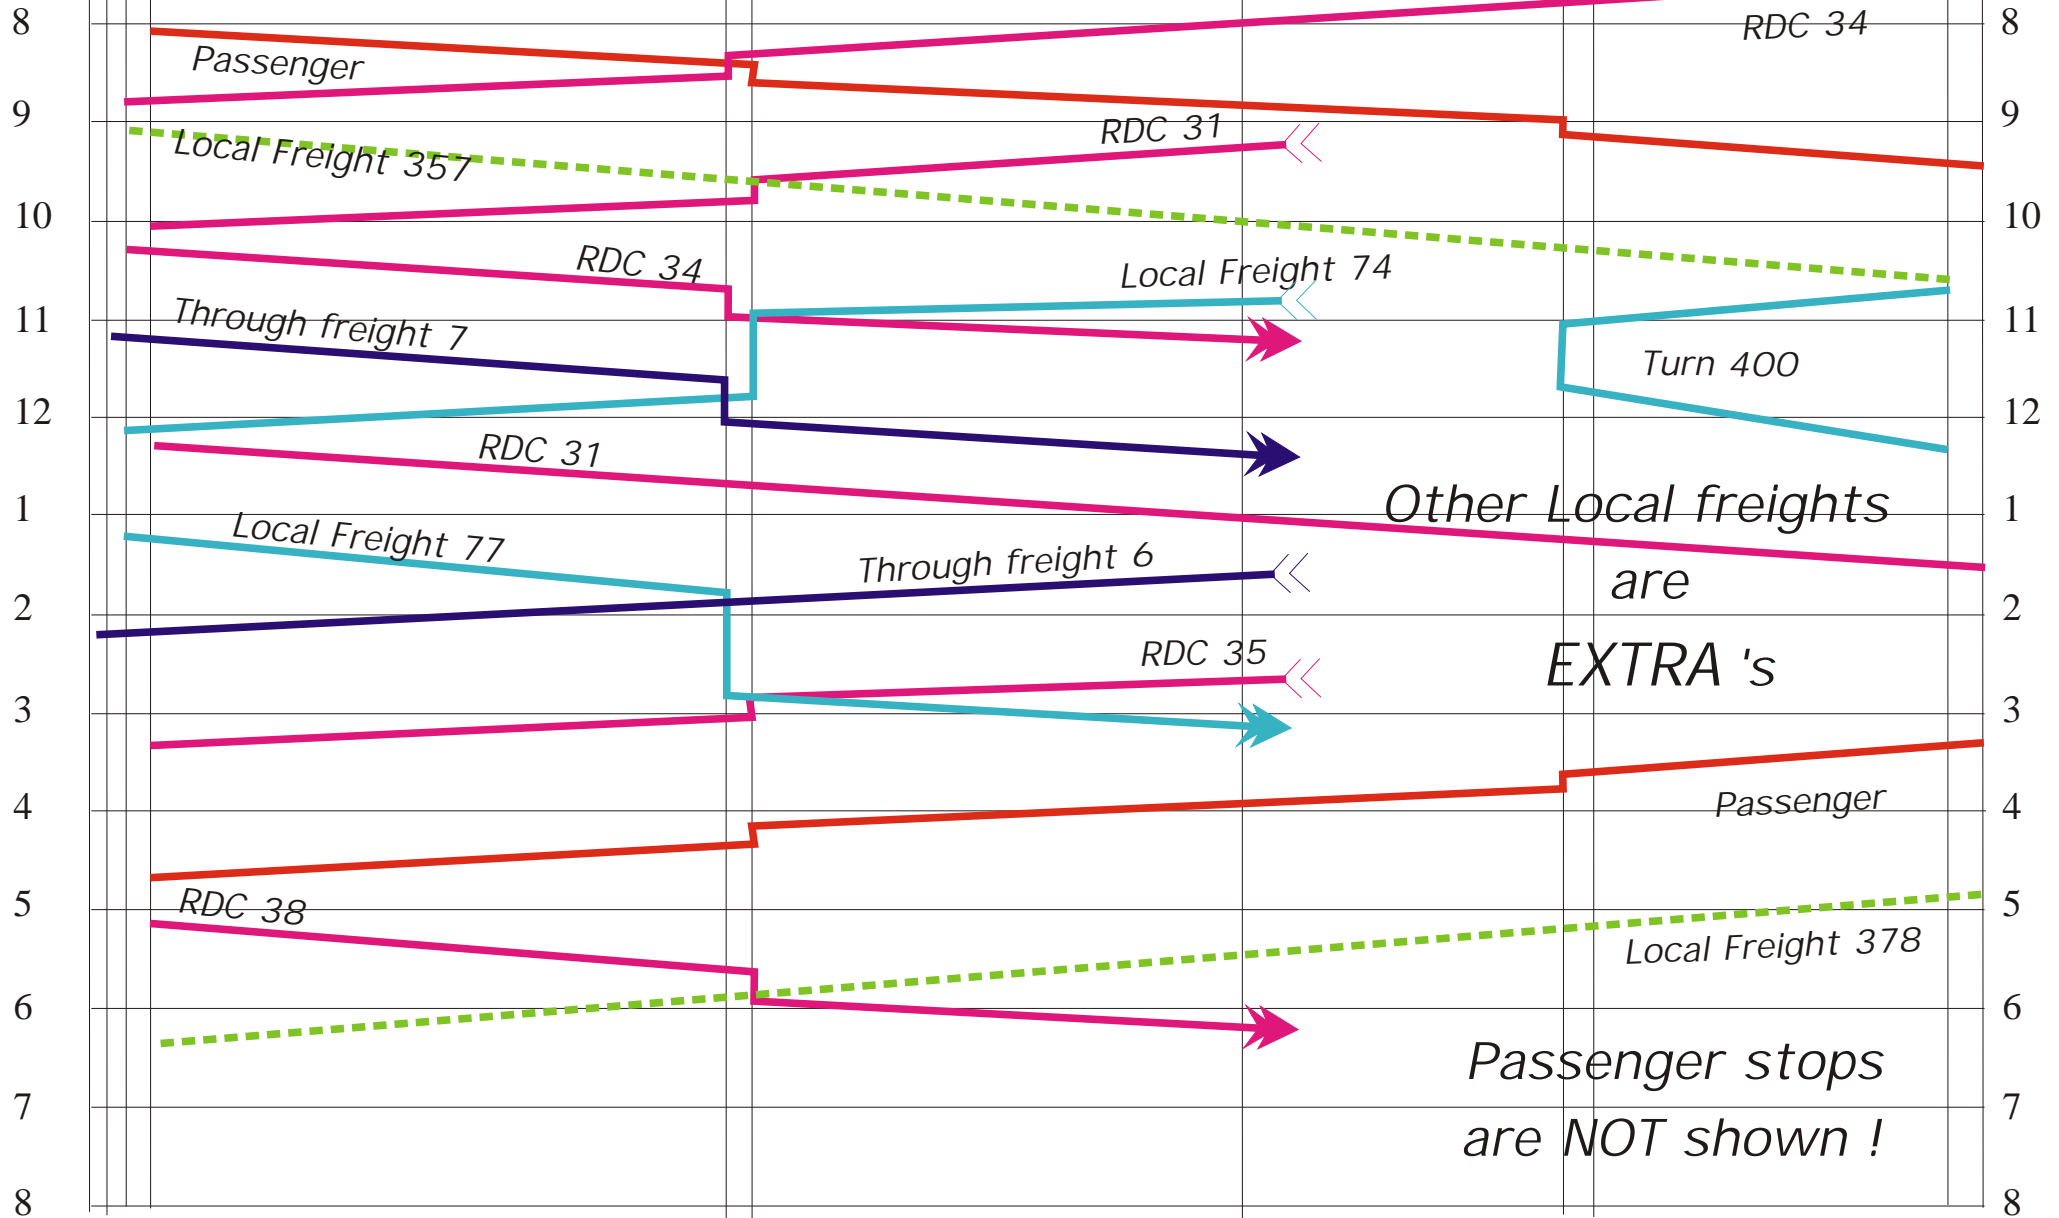 8 8
RDC 34
Passenger
9 9
RDC 31
Local Freight 357
10 10
RDC 34
Local Freight 74
Through freight 7
11 11
Turn 400
12 12
RDC 31
Other Local freights
1 1
Local Freight 77
Through freight 6
are
2 2
RDC 35
EXTRA 's
3 3
Passenger
4 4
RDC 38
5 5
Local Freight 378
6 6
Passenger stops
7 7
are NOT shown !
8 8